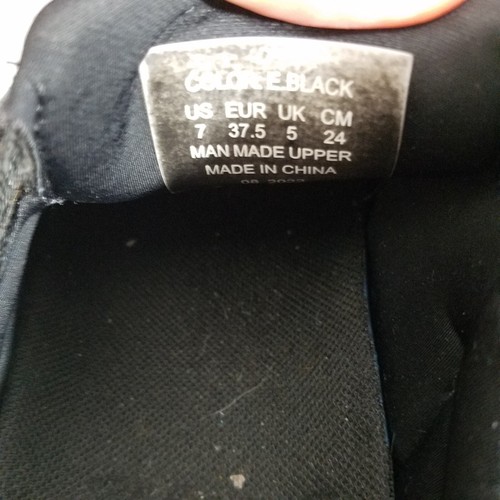 COLOR: E.BLACK
US EUR UK CM
7 37.5 5 24
MAN MADE UPPER
MADE IN CHINA